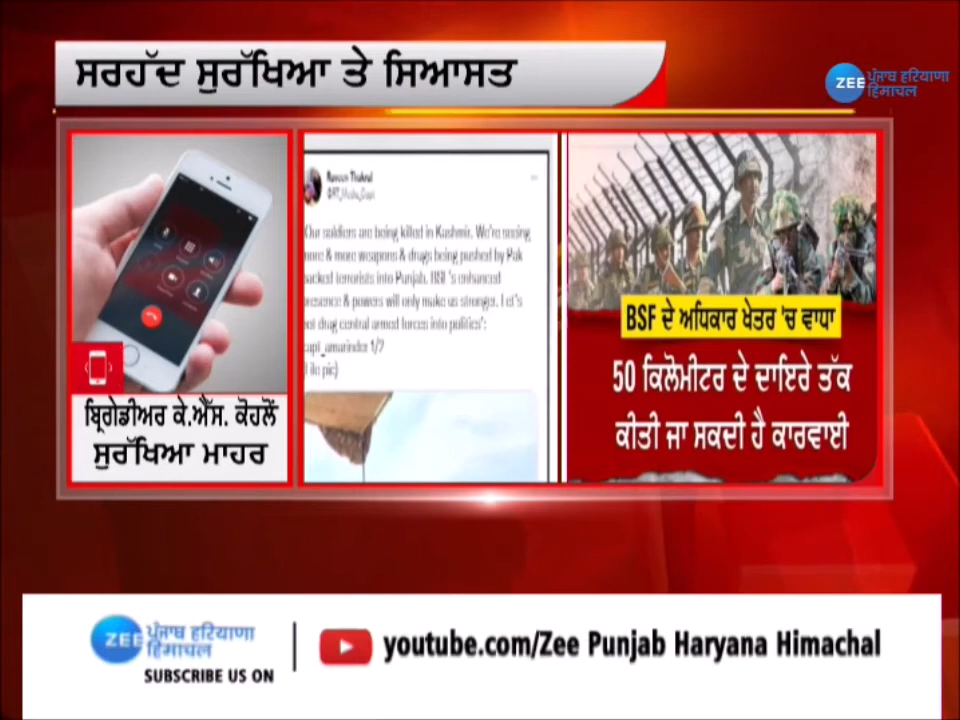 ਸਰਹੱਦ ਸੁਰੱਖਿਆ ਤੇ ਸਿਆਸਤ
ZEE ਪੰਜਾਬ ਹਰਿਆਣਾ
ਹਿਮਾਚਲ
ਬ੍ਰਿਗੇਡੀਅਰ ਕੇ.ਐੱਸ. ਕੋਹਲੋਂ
ਸੁਰੱਖਿਆ ਮਾਹਰ
Raveen Thukral
Our soldiers are being killed in Kashmir. We're seeing
more & more weapons & drugs being pushed by Pak
backed terrorists into Punjab. BSF's enhanced
presence & powers will only make us stronger. Let's
not drag central armed forces into politics':
capt_amarinder 1/2
(File pic)
BSF ਦੇ ਅਧਿਕਾਰ ਖੇਤਰ 'ਚ ਵਾਧਾ
50 ਕਿਲੋਮੀਟਰ ਦੇ ਦਾਇਰੇ ਤੱਕ
ਕੀਤੀ ਜਾ ਸਕਦੀ ਹੈ ਕਾਰਵਾਈ
ZEE ਪੰਜਾਬ ਹਰਿਆਣਾ
ਹਿਮਾਚਲ
SUBSCRIBE US ON
youtube.com/Zee Punjab Haryana Himachal